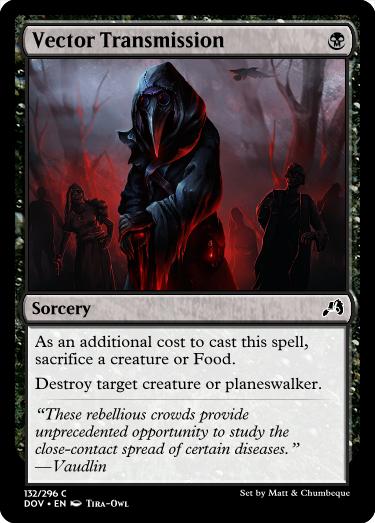 Vector Transmission
Sorcery
As an additional cost to cast this spell,
sacrifice a creature or Food.
Destroy target creature or planeswalker.
“These rebellious crowds provide
unprecedented opportunity to study the
close-contact spread of certain diseases.”
—Vaudlin
132/296 C
Set by Matt & Chumbeque
DOV • EN Tira-Owl